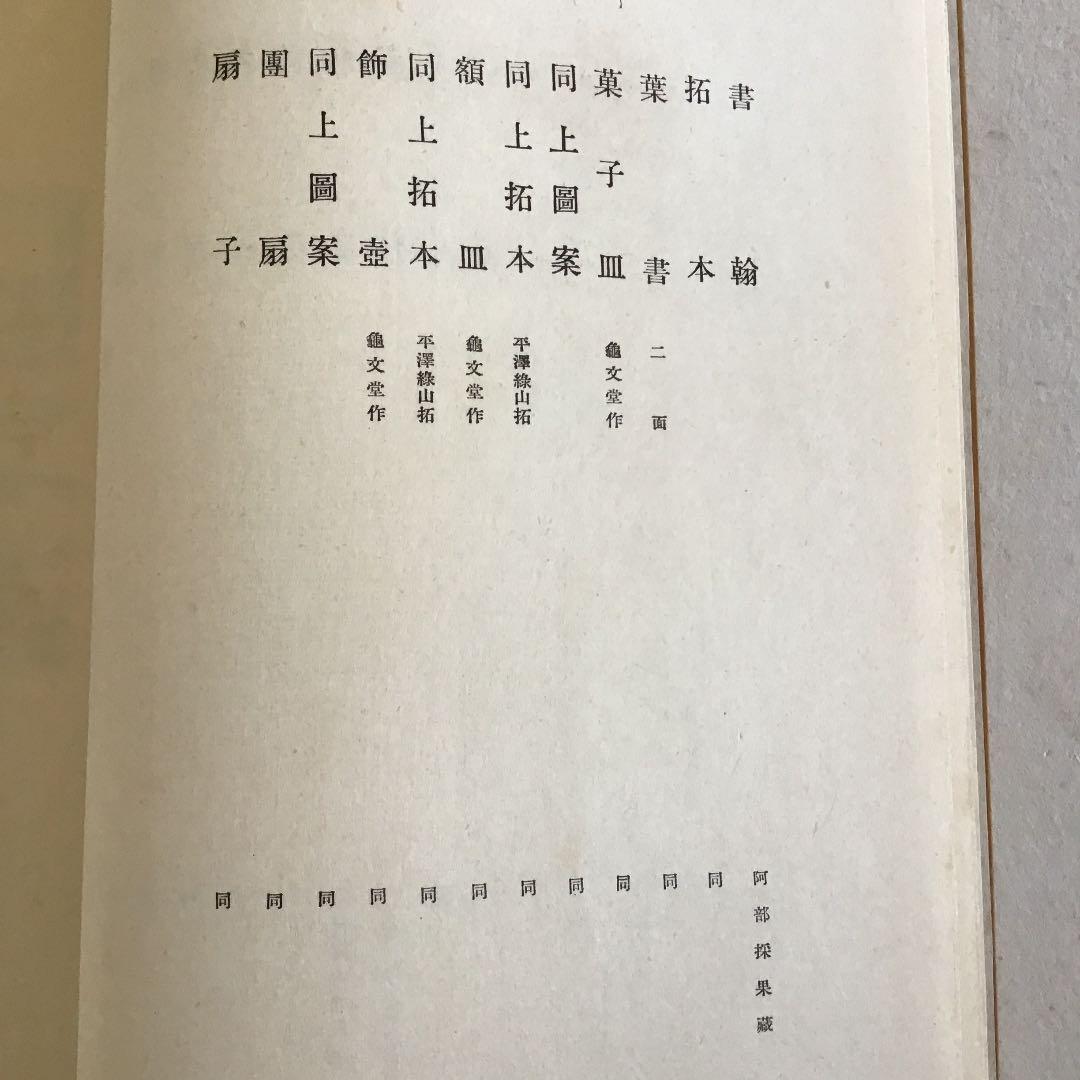 書翰 阿部採果藏
拓本 同
葉書 二面 同
菓子皿 龜文堂作 同
同上圖案 同
同上拓本 平澤綠山拓 同
額皿 龜文堂作 同
同上拓本 平澤綠山拓 同
飾壺 龜文堂作 同
同上圖案 同
團扇 同
扇子 同